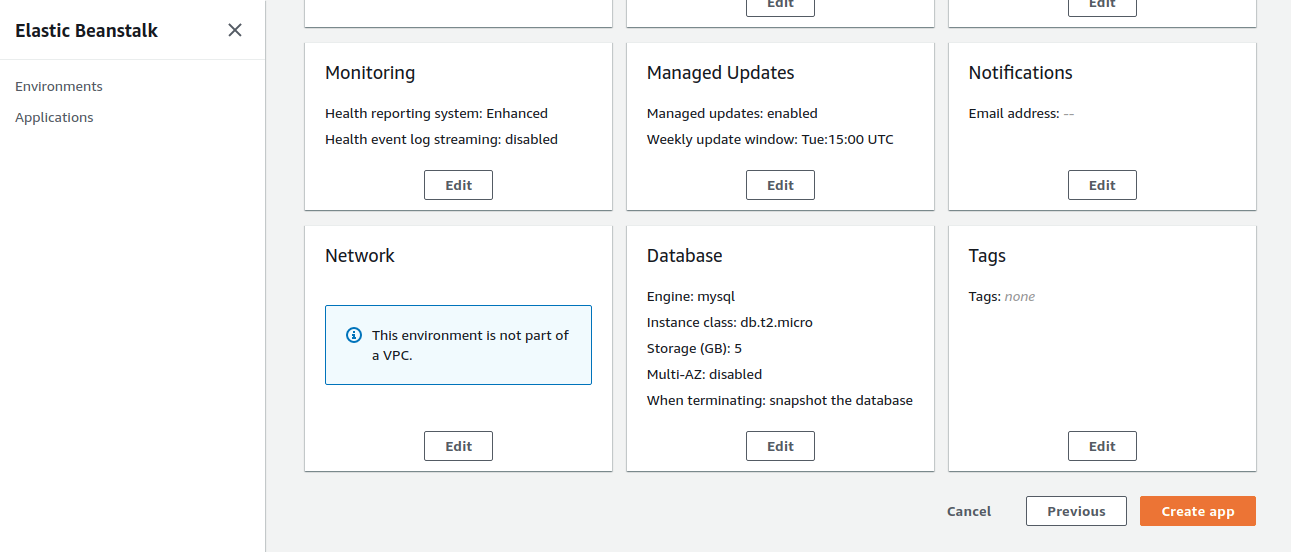 Elastic Beanstalk
Environments
Applications
Edit
Edit
Edit
Monitoring
Health reporting system: Enhanced
Health event log streaming: disabled
Edit
Managed Updates
Managed updates: enabled
Weekly update window: Tue:15:00 UTC
Edit
Notifications
Email address: --
Edit
Network
This environment is not part of
a VPC.
Edit
Database
Engine: mysql
Instance class: db.t2.micro
Storage (GB): 5
Multi-AZ: disabled
When terminating: snapshot the database
Edit
Tags
Tags: none
Edit
Cancel
Previous
Create app